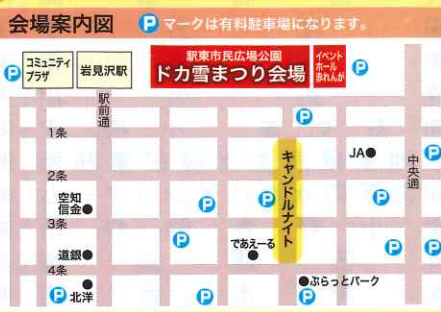 会場案内図 P マークは有料駐車場になります。
P
コミュニティ
プラザ
岩見沢駅
駅東市民広場公園
ドカ雪まつり会場
イベント
ホール
赤れんが
P
駅前通
P
1条
キャンドルナイト
JA●
中央通
P
2条
空知
信金●
P
P
P
3条
P
であえーる
●
P
P
道銀●
4条
●
P 北洋
P
●ぷらっとパーク
P